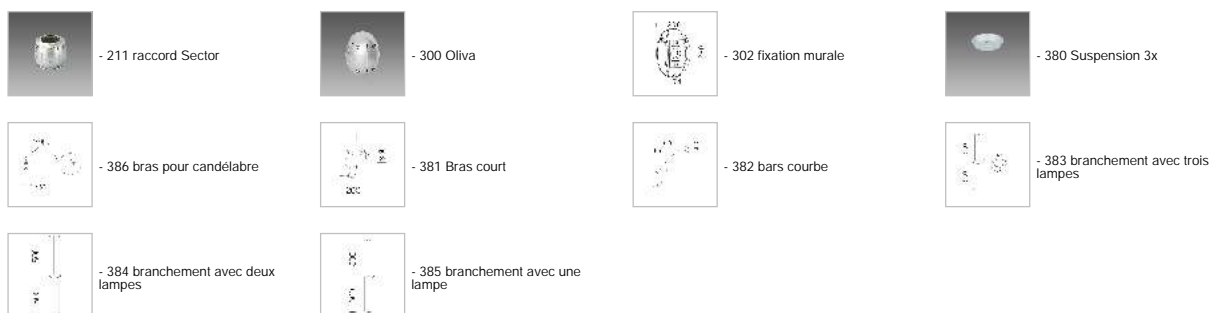 - 211 raccord Sector
- 300 Oliva
- 302 fixation murale
- 380 Suspension 3x
- 386 bras pour candélabre
- 381 Bras court
- 382 bars courbe
- 383 branchement avec trois
lampes
- 384 branchement avec deux
lampes
- 385 branchement avec une
lampe